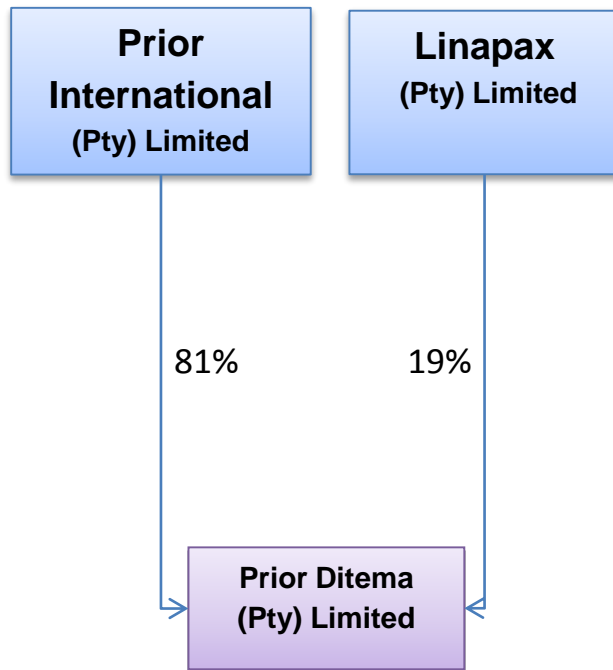 Prior
International
(Pty) Limited
Linapax
(Pty) Limited
81%
19%
Prior Ditema
(Pty) Limited